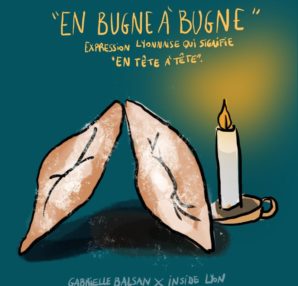 "EN BUGNE À BUGNE"
EXPRESSION LYONNAISE QUI SIGNIFIE
"EN TÊTE À TÊTE".
GABRIELLE BALSAN X INSIDE LYON